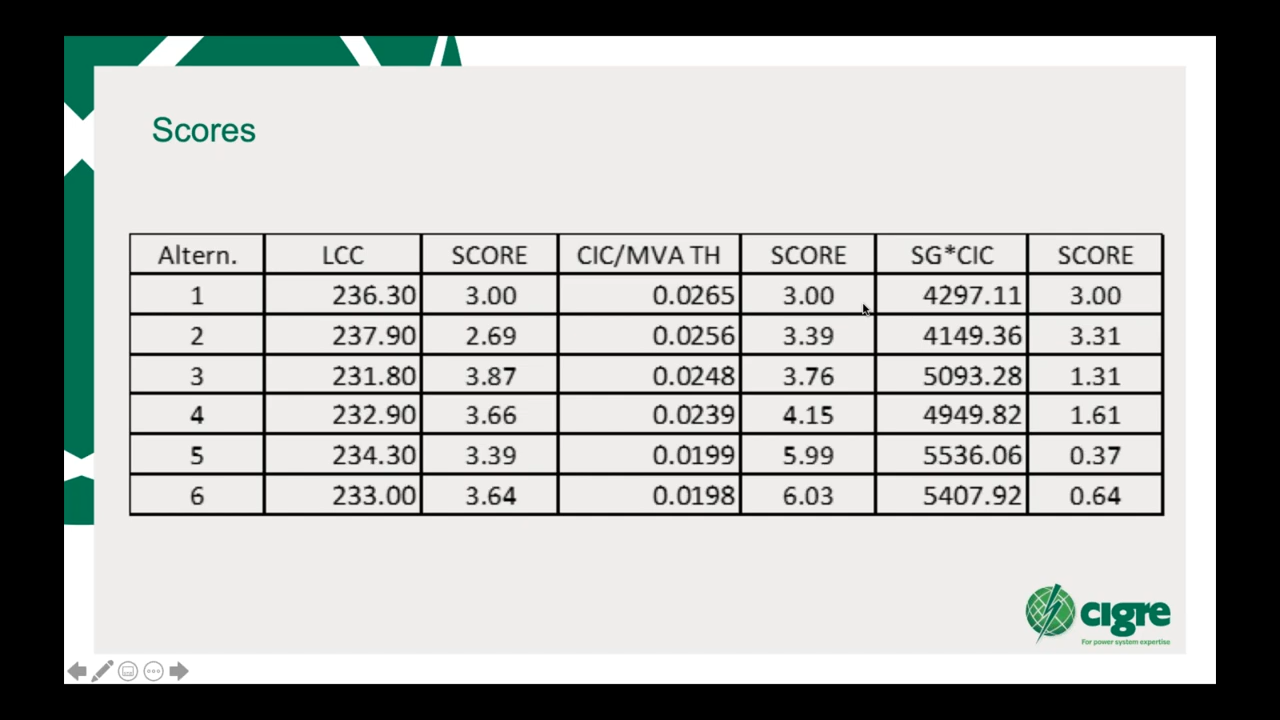 Scores
Altern. LCC SCORE CIC/MVA TH SCORE SG*CIC SCORE
1 236.30 3.00 0.0265 3.00 4297.11 3.00
2 237.90 2.69 0.0256 3.39 4149.36 3.31
3 231.80 3.87 0.0248 3.76 5093.28 1.31
4 232.90 3.66 0.0239 4.15 4949.82 1.61
5 234.30 3.39 0.0199 5.99 5536.06 0.37
6 233.00 3.64 0.0198 6.03 5407.92 0.64
cigre
For power system expertise